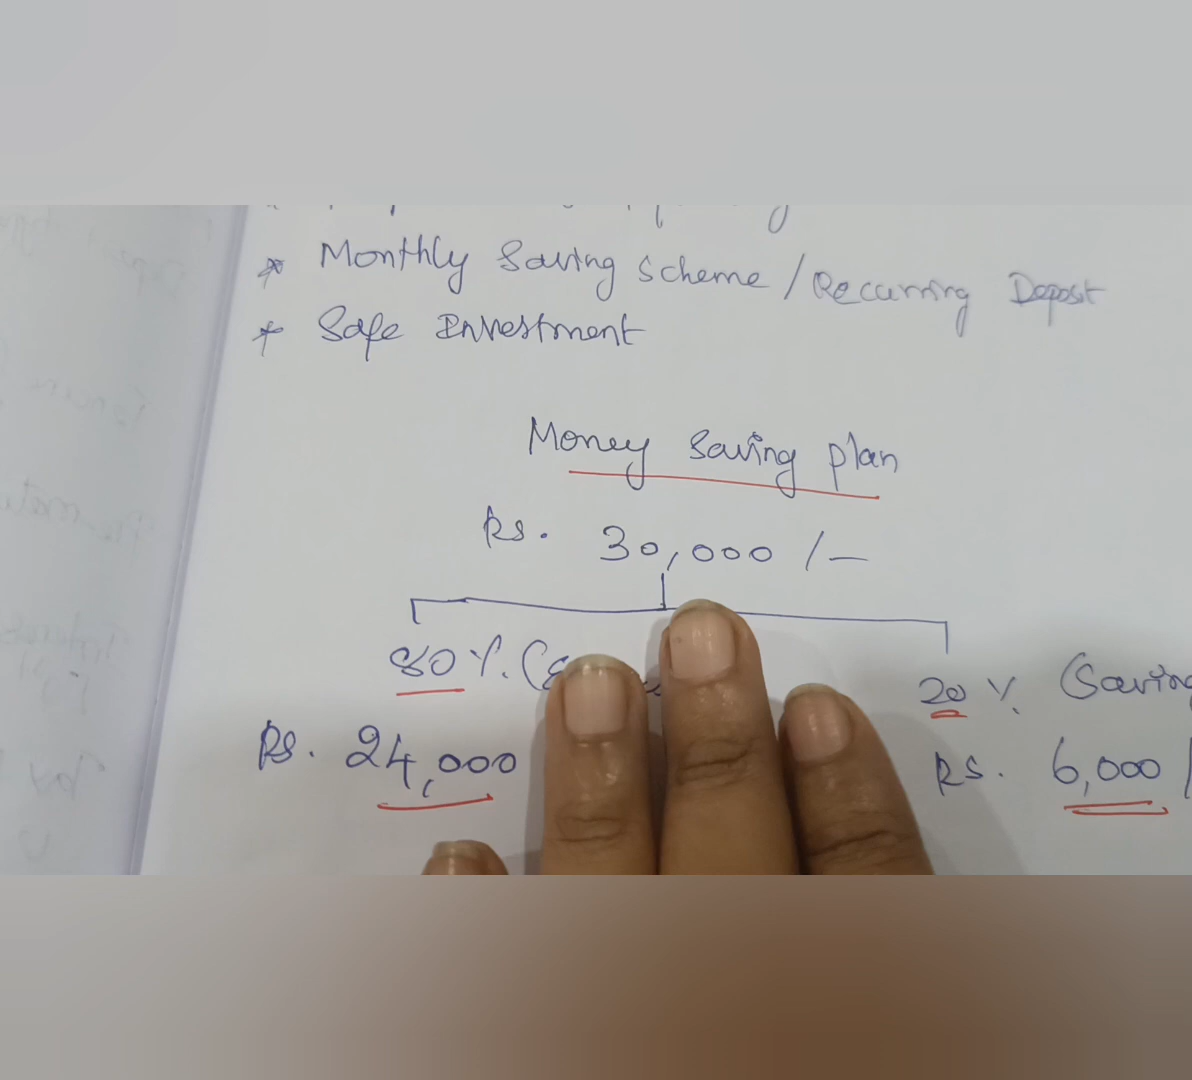 * Monthly Saving Scheme / Recurring Deposit
* Safe Investment
Money Saving plan
Rs. 30,000 /-
80 %. 20 %. (Saving
Rs. 24,000 Rs. 6,000 /